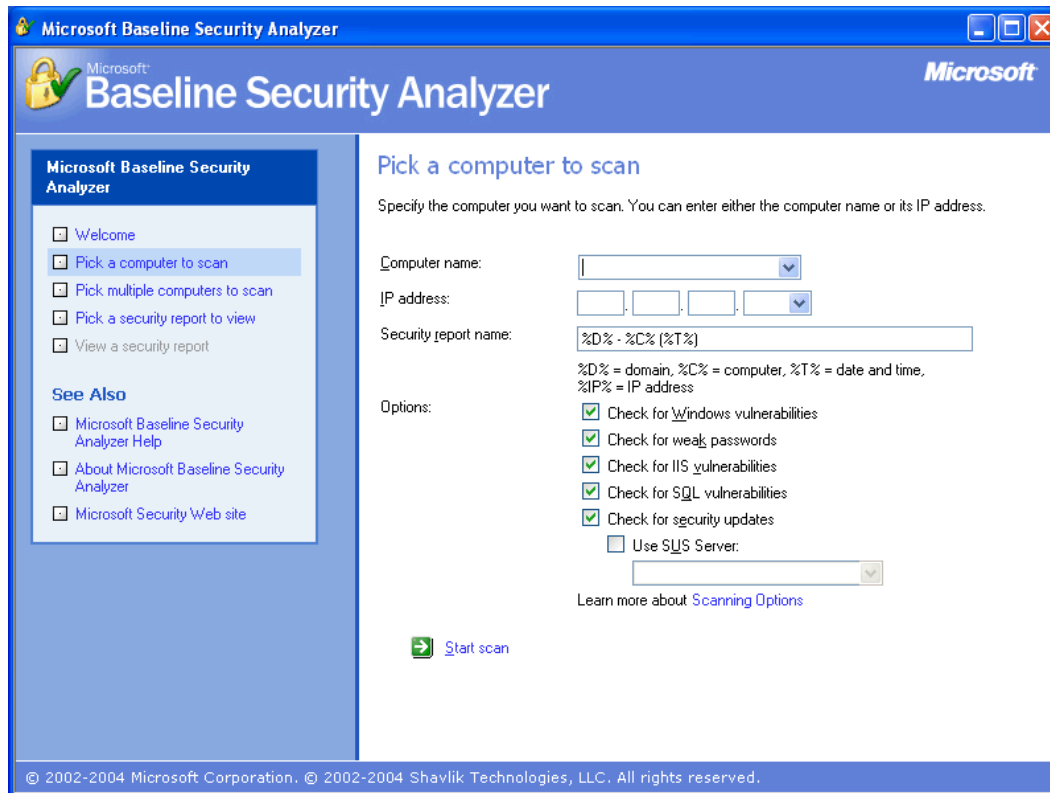 Microsoft Baseline Security Analyzer
Microsoft
Baseline Security Analyzer
Microsoft
Microsoft Baseline Security
Analyzer
Welcome
Pick a computer to scan
Pick multiple computers to scan
Pick a security report to view
View a security report
See Also
Microsoft Baseline Security
Analyzer Help
About Microsoft Baseline Security
Analyzer
Microsoft Security Web site
Pick a computer to scan
Specify the computer you want to scan. You can enter either the computer name or its IP address.
Computer name:
IP address:
. . .
Security report name:
%D% - %C% (%T%)
%D% = domain, %C% = computer, %T% = date and time,
%IP% = IP address
Options:
Check for Windows vulnerabilities
Check for weak passwords
Check for IIS vulnerabilities
Check for SQL vulnerabilities
Check for security updates
Use SUS Server:
Learn more about Scanning Options
Start scan
© 2002-2004 Microsoft Corporation. © 2002-2004 Shavlik Technologies, LLC. All rights reserved.